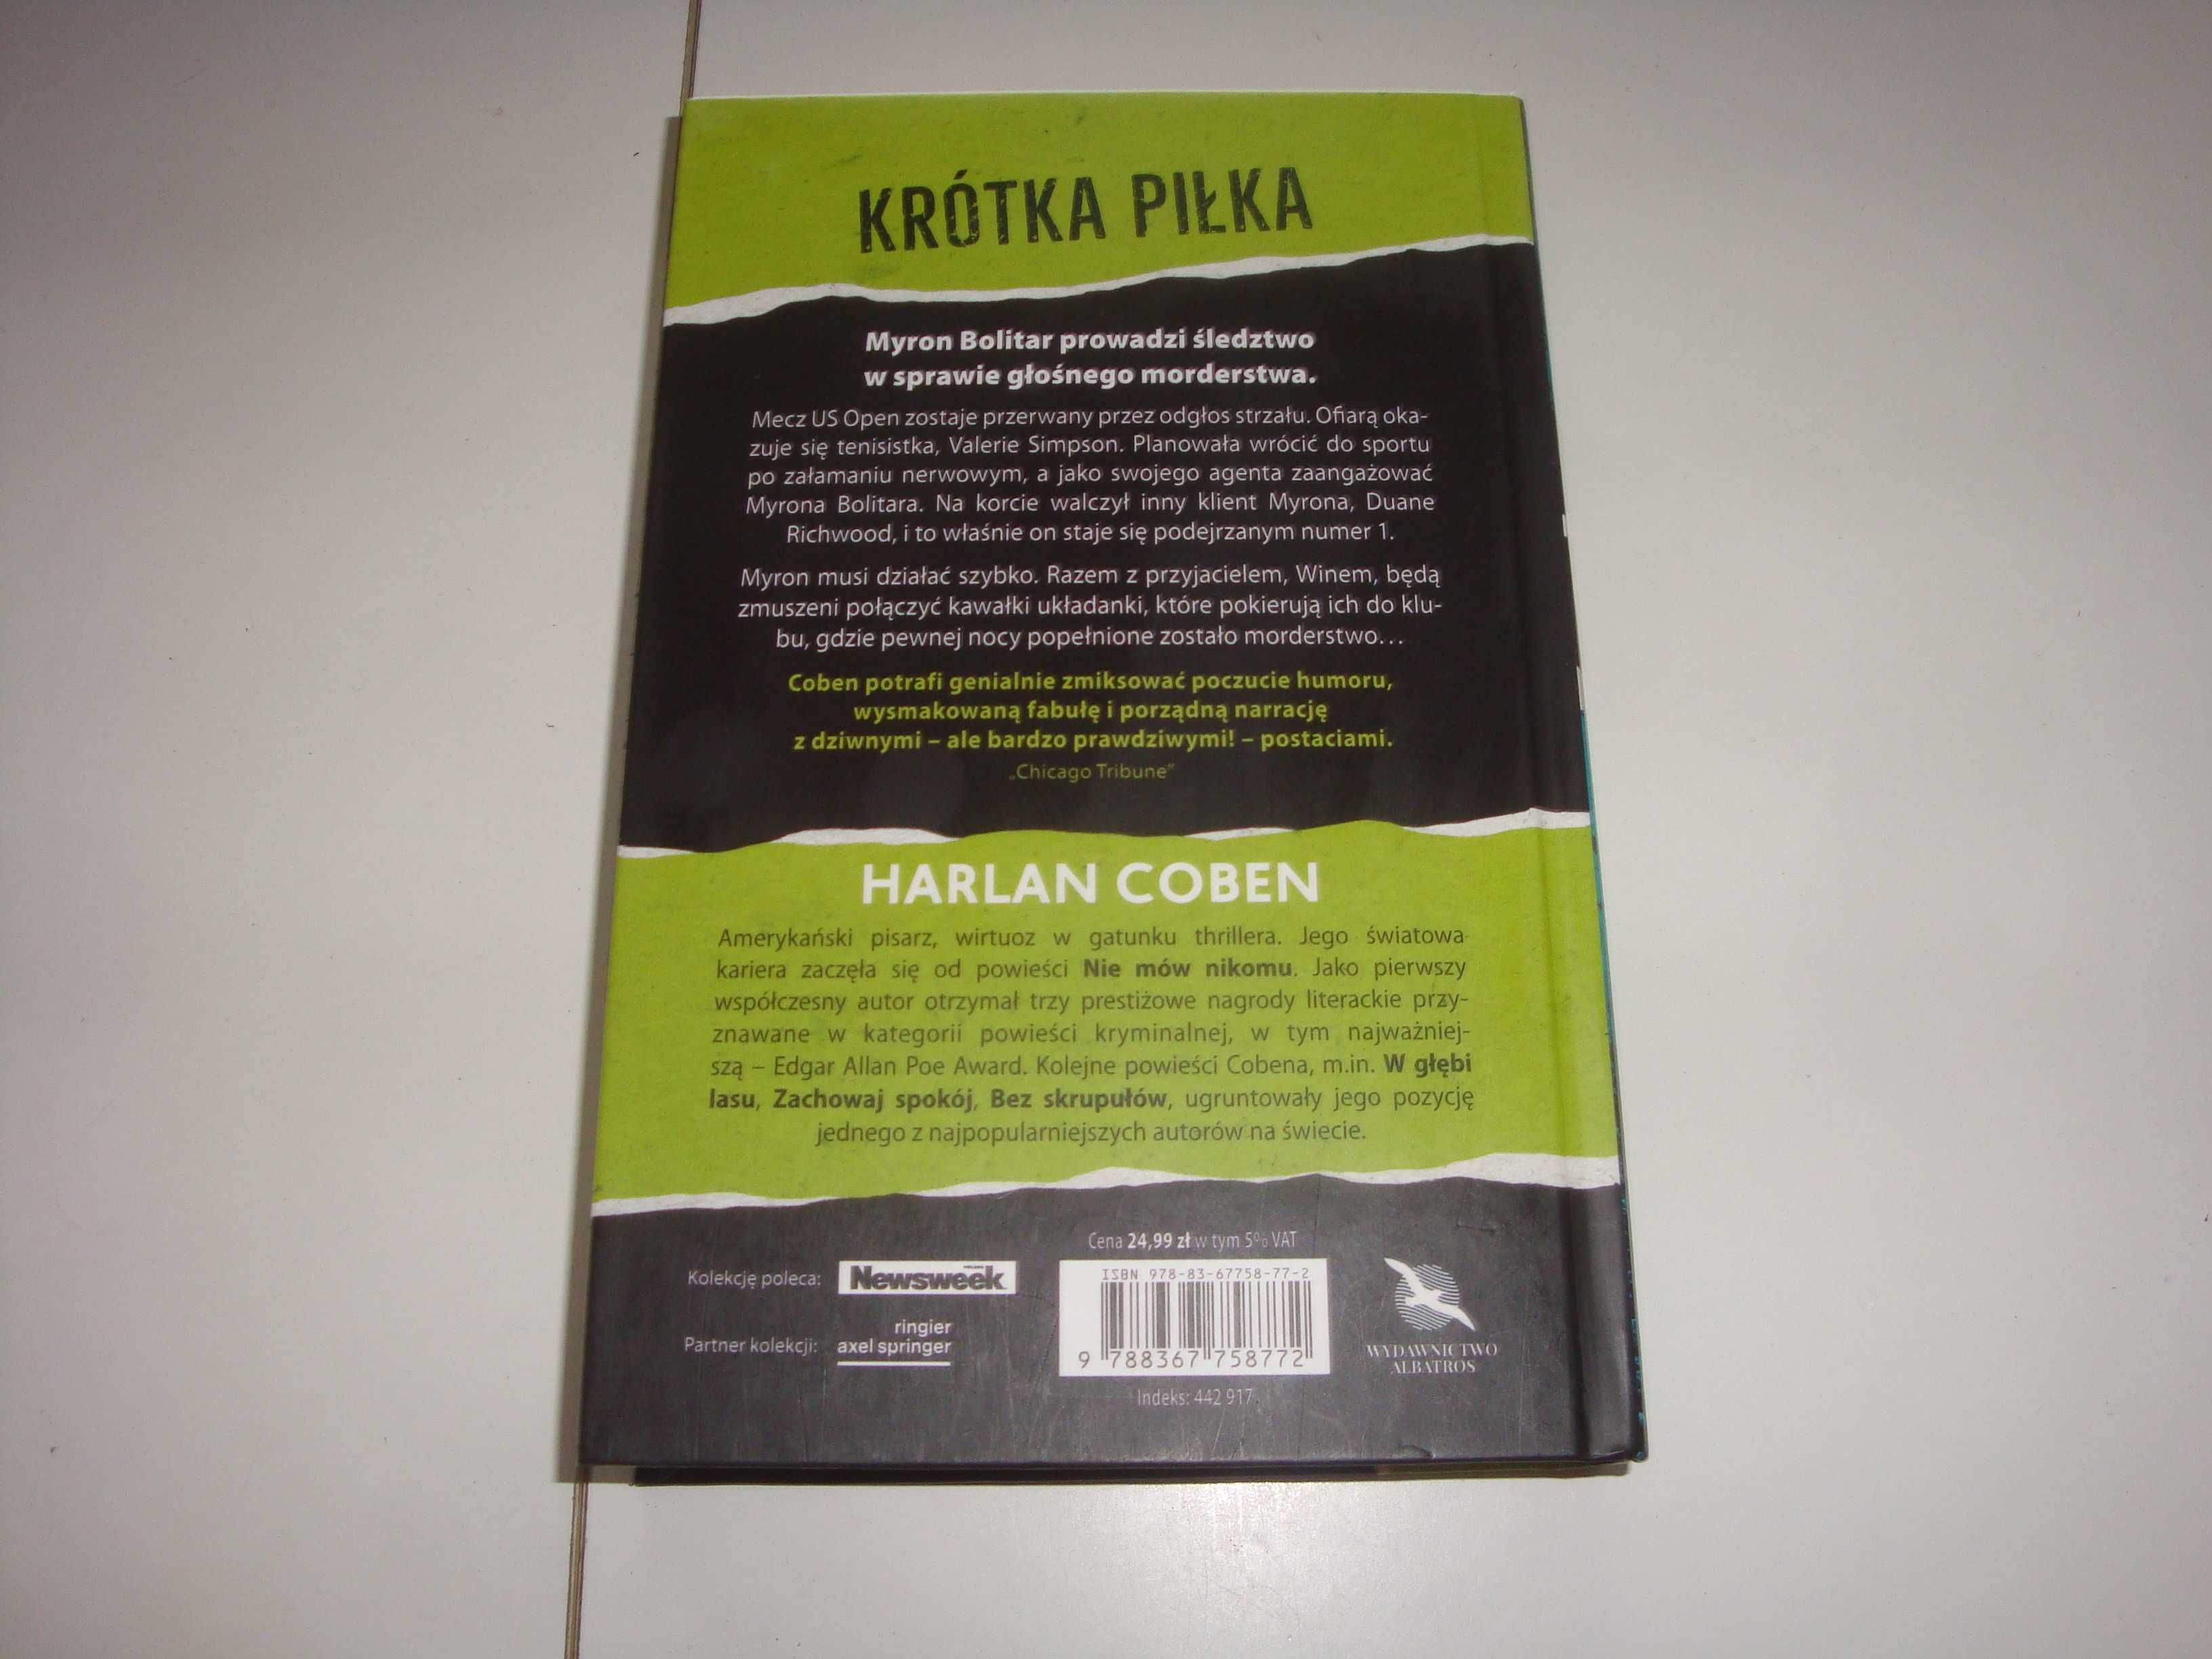 KRÓTKA PIŁKA
Myron Bolitar prowadzi śledztwo
w sprawie głośnego morderstwa.
Mecz US Open zostaje przerwany przez odgłos strzału. Ofiarą oka-
zuje się tenisistka, Valerie Simpson. Planowała wrócić do sportu
po załamaniu nerwowym, a jako swojego agenta zaangażować
Myrona Bolitara. Na korcie walczył inny klient Myrona, Duane
Richwood, i to właśnie on staje się podejrzanym numer 1.
Myron musi działać szybko. Razem z przyjacielem, Winem, będą
zmuszeni połączyć kawałki układanki, które pokierują ich do klu-
bu, gdzie pewnej nocy popełnione zostało morderstwo...
Coben potrafi genialnie zmiksować poczucie humoru,
wysmakowaną fabułę i porządną narrację
z dziwnymi – ale bardzo prawdziwymi! – postaciami.
„Chicago Tribune”
HARLAN COBEN
Amerykański pisarz, wirtuoz w gatunku thrillera. Jego światowa
kariera zaczęła się od powieści Nie mów nikomu. Jako pierwszy
współczesny autor otrzymał trzy prestiżowe nagrody literackie przy-
znawane w kategorii powieści kryminalnej, w tym najważniej-
szą – Edgar Allan Poe Award. Kolejne powieści Cobena, m.in. W głębi
lasu, Zachowaj spokój, Bez skrupułów, ugruntowały jego pozycję
jednego z najpopularniejszych autorów na świecie.
Cena 24,99 zł w tym 5% VAT
Kolekcję poleca: Newsweek
ISBN 978-83-67758-77-2
Partner kolekcji: ringier
axel springer
9 788367 758772
WYDAWNICTWO
ALBATROS
Indeks: 442 917